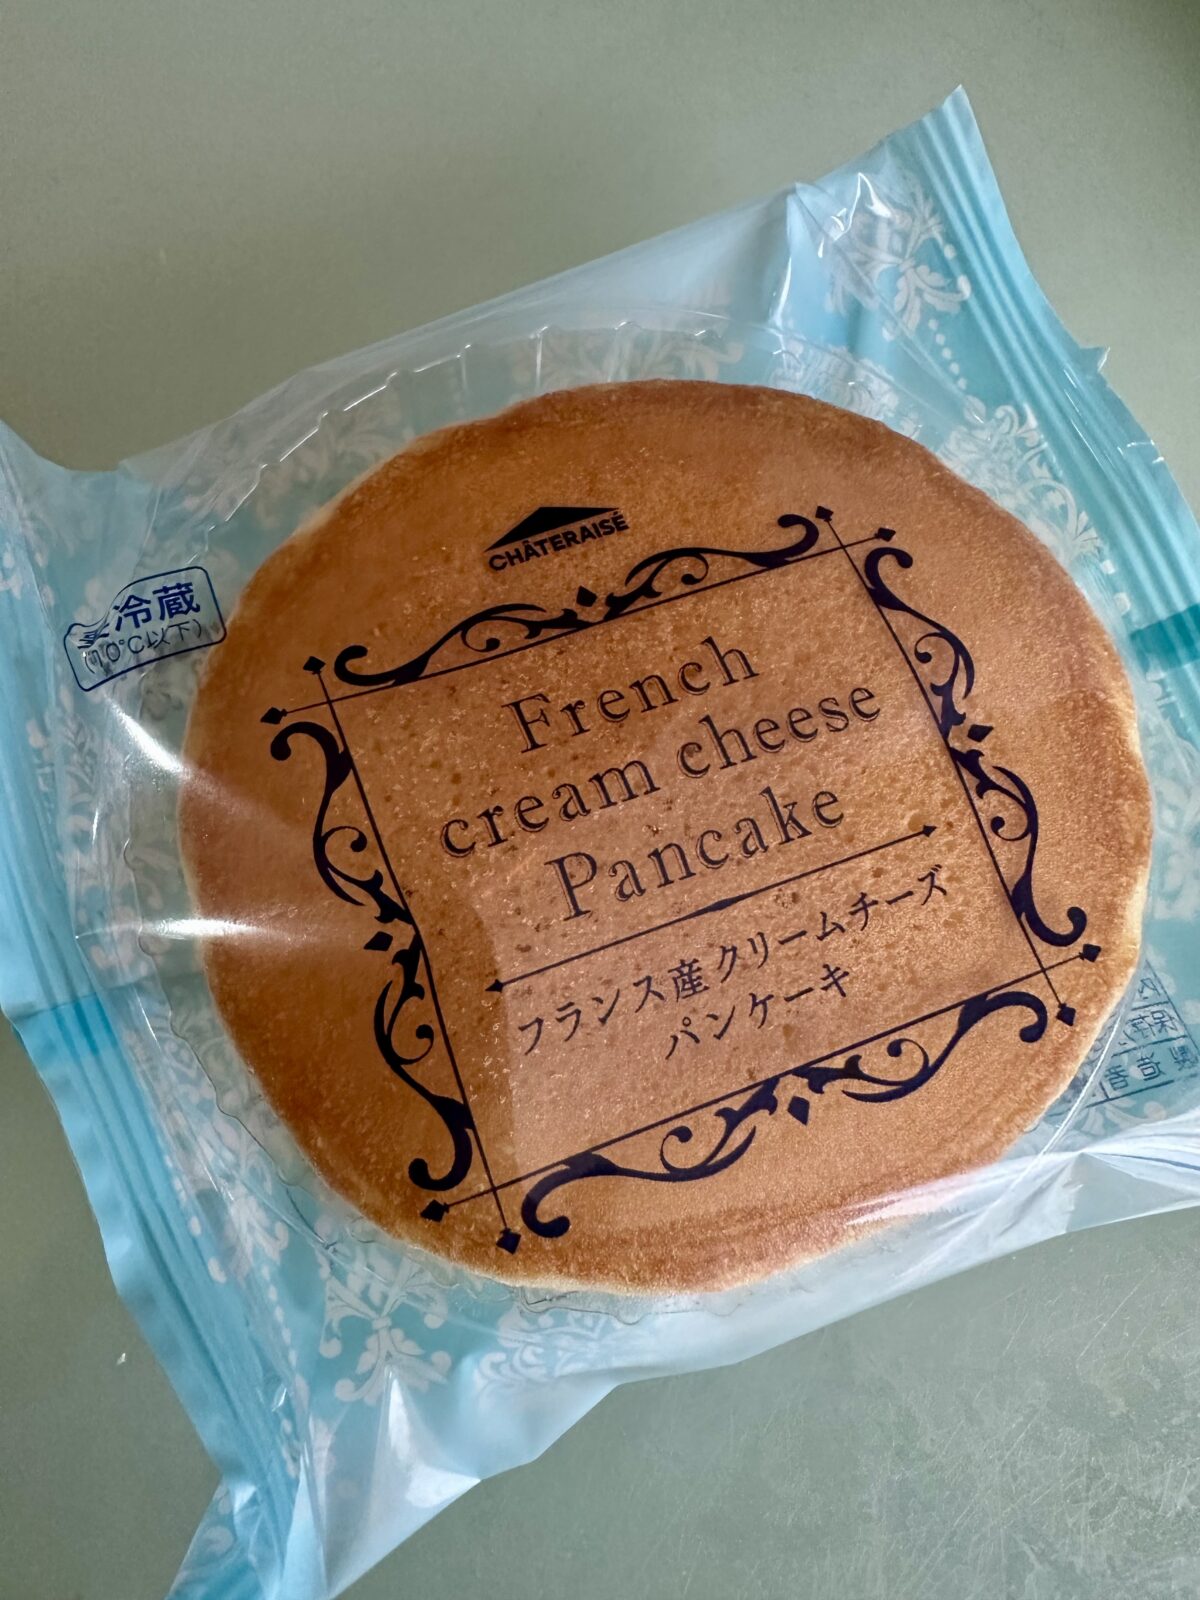 CHÂTERAISÉ
French
cream cheese
Pancake
フランス産クリームチーズ
パンケーキ
要冷蔵
(10℃以下)